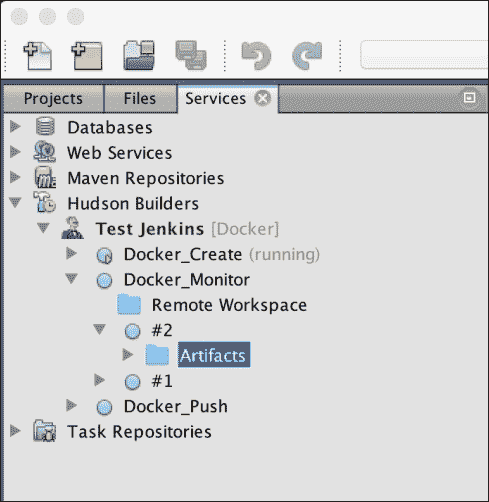 Projects Files Services
Databases
Web Services
Maven Repositories
Hudson Builders
Test Jenkins [Docker]
Docker_Create (running)
Docker_Monitor
Remote Workspace
#2
Artifacts
#1
Docker_Push
Task Repositories